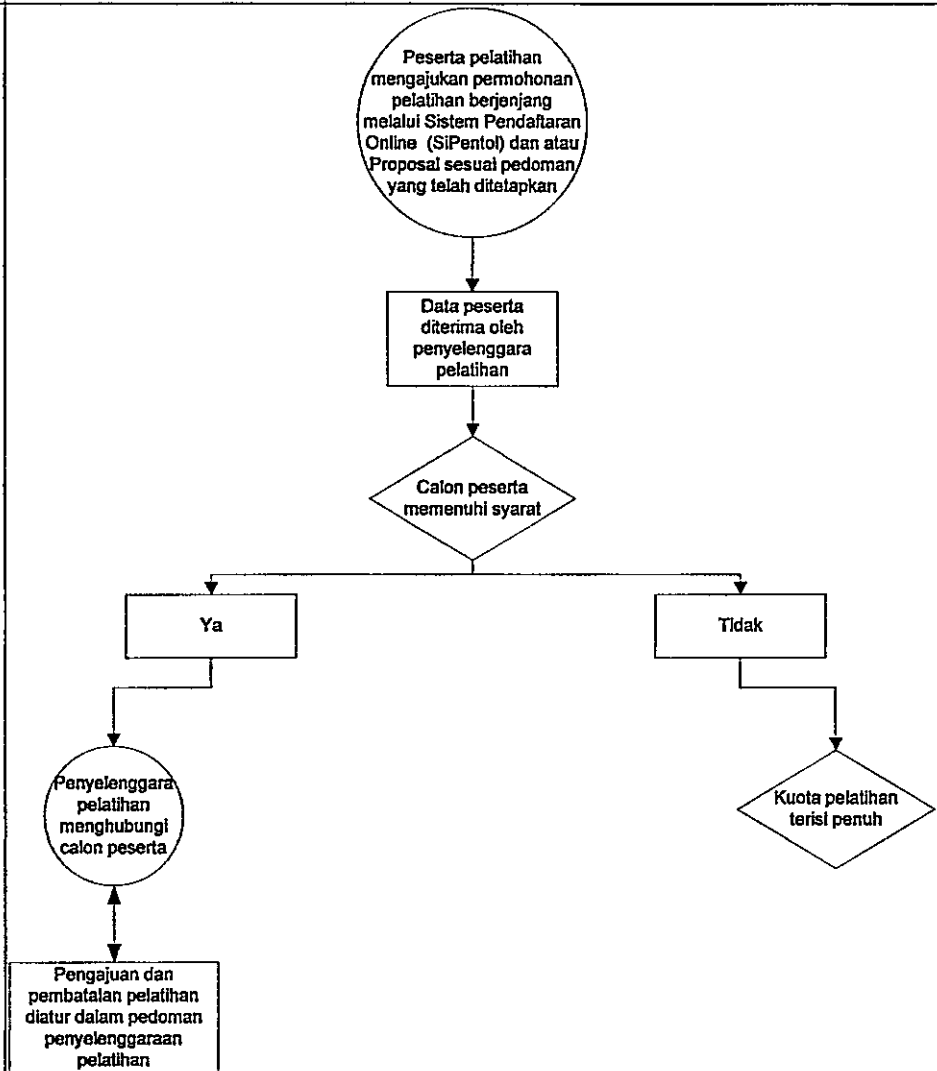 Peserta pelatihan
mengajukan permohonan
pelatihan berjenjang
melalui Sistem Pendaftaran
Online (SiPentol) dan atau
Proposal sesuai pedoman
yang telah ditetapkan
Data peserta
diterima oleh
penyelenggara
pelatihan
Calon peserta
memenuhi syarat
Ya
Tidak
Penyelenggara
pelatihan
menghubungi
calon peserta
Kuota pelatihan
terisi penuh
Pengajuan dan
pembatalan pelatihan
diatur dalam pedoman
penyelenggaraan
pelatihan